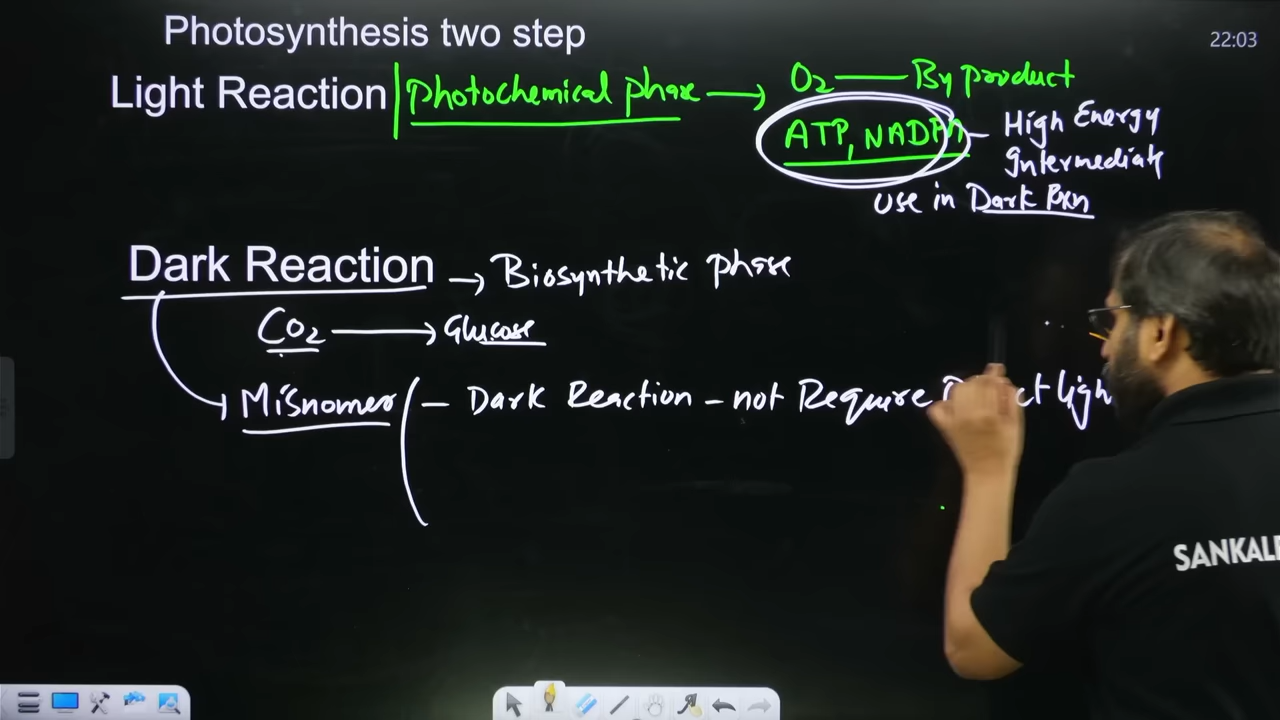 Photosynthesis two step
22:03
Light Reaction | Photochemical phase → O₂ — By product
ATP, NADPH - High Energy
Intermediate
use in Dark Rxn
Dark Reaction → Biosynthetic phase
CO₂ → Glucose
Misnomer ( - Dark Reaction - not Require
SANKAL